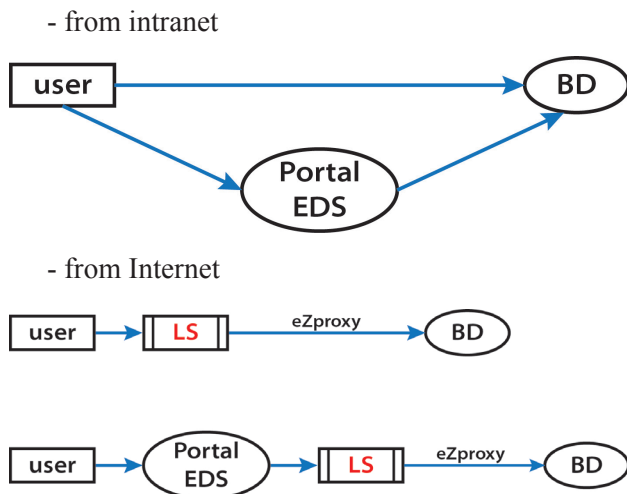 - from intranet
user
BD
Portal
EDS
- from Internet
user
LS
eZproxy
BD
user
Portal
EDS
LS
eZproxy
BD